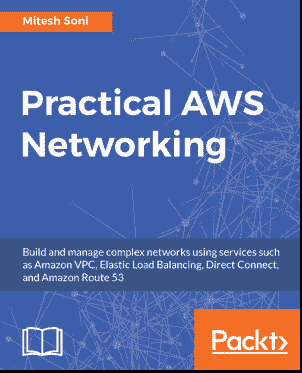 Mitesh Soni
Practical AWS
Networking
Build and manage complex networks using services such
as Amazon VPC, Elastic Load Balancing, Direct Connect,
and Amazon Route 53
Packt>